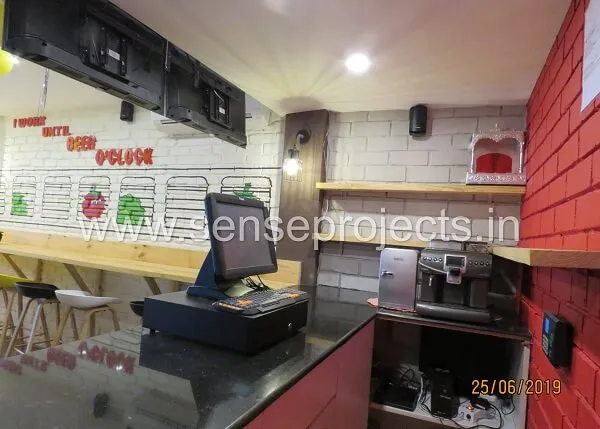 I WORK
UNTIL
BEER
O'CLOCK
www.senseprojects.in
25/06/2019